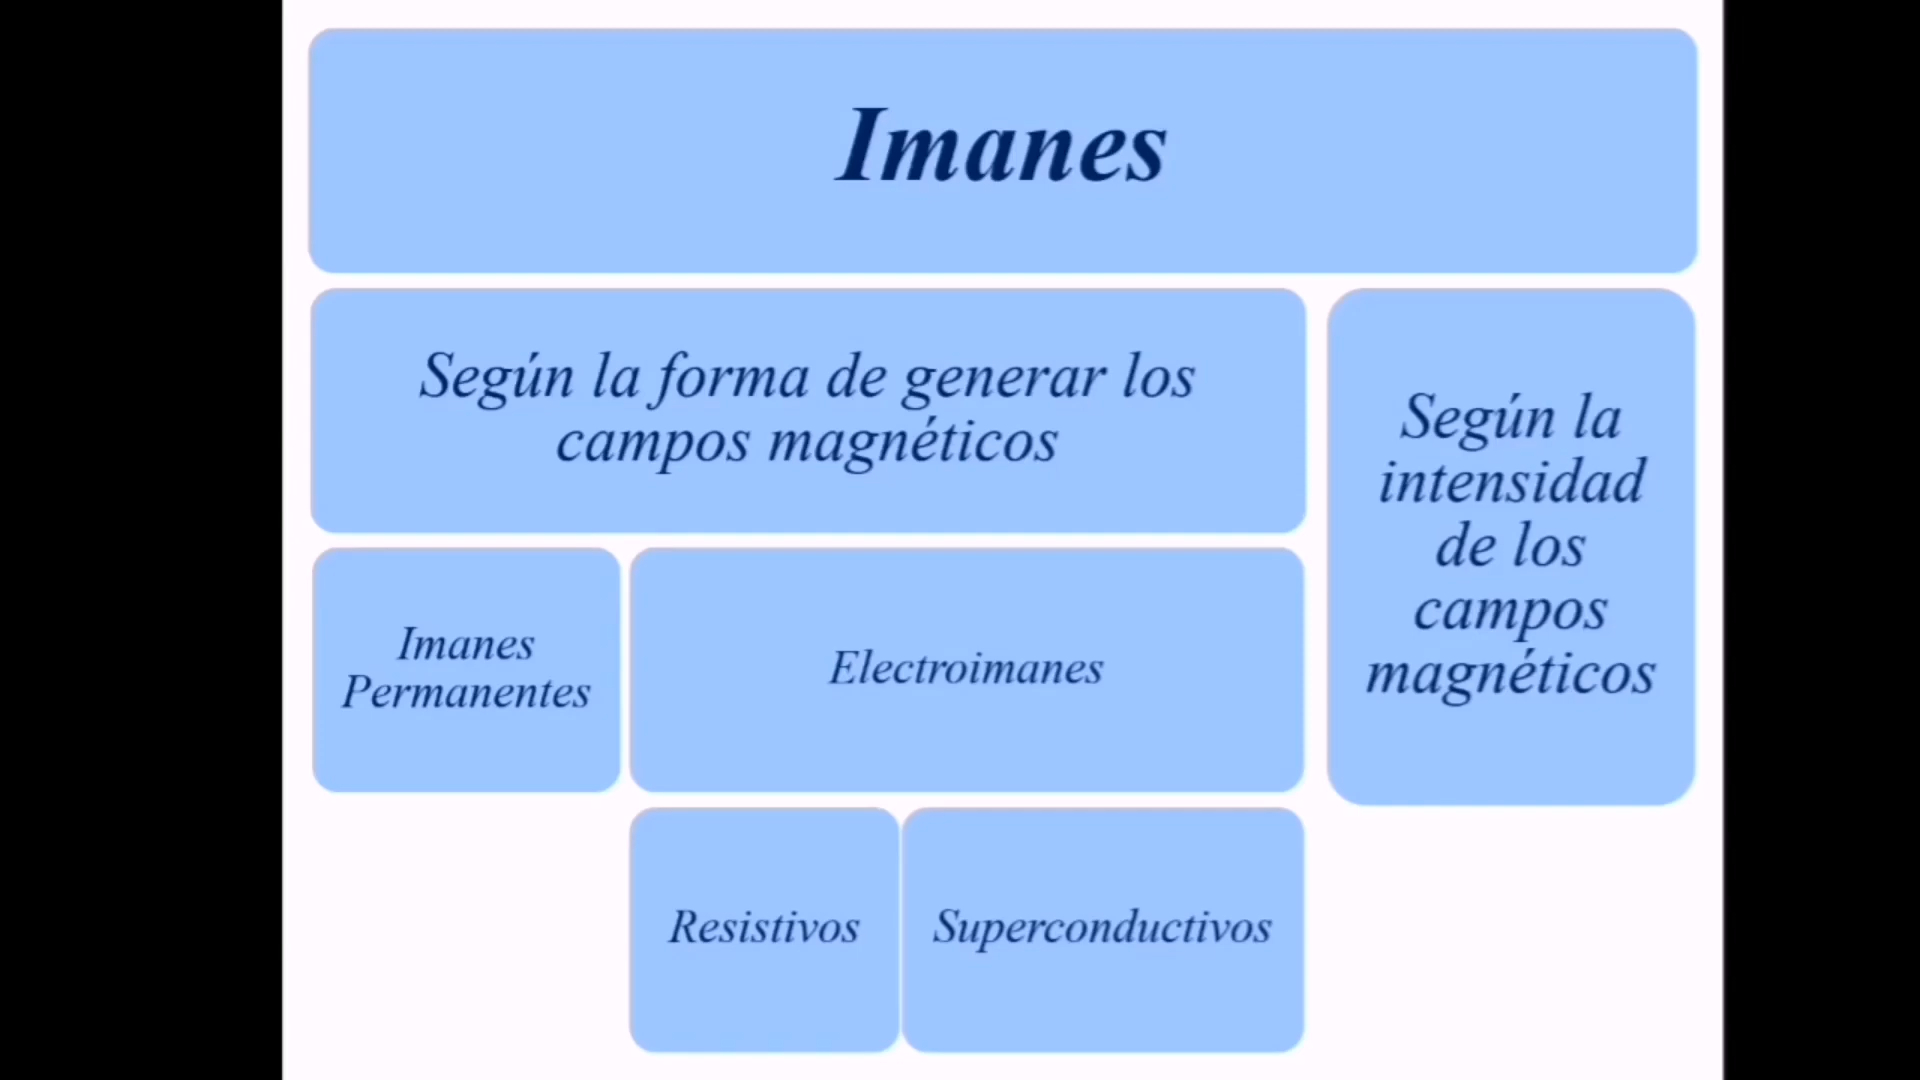 Imanes
Según la forma de generar los
campos magnéticos
Según la
intensidad
de los
campos
magnéticos
Imanes
Permanentes
Electroimanes
Resistivos
Superconductivos